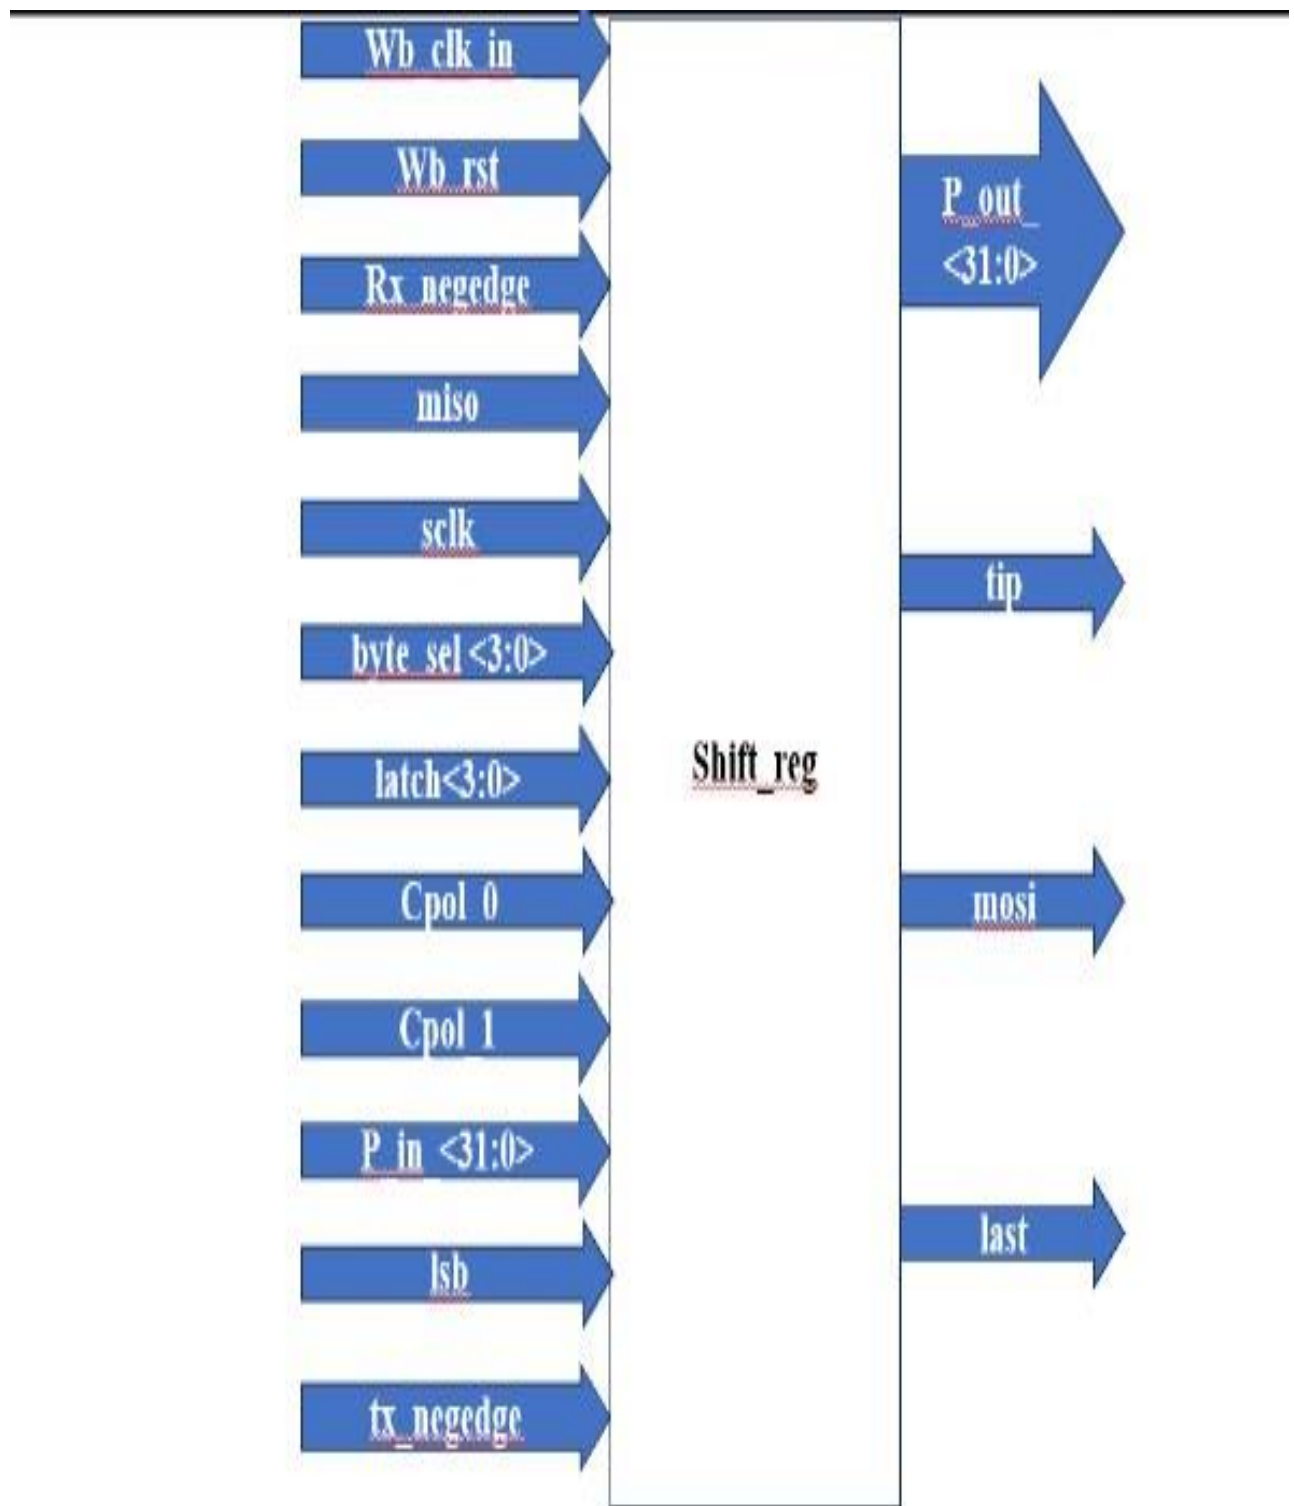 Wb_clk_in
Wb_rst
Rx_negedge
miso
sclk
byte_sel <3:0>
latch<3:0>
Cpol_0
Cpol_1
P_in_<31:0>
lsb
tx_negedge
Shift_reg
P_out_
<31:0>
tip
mosi
last